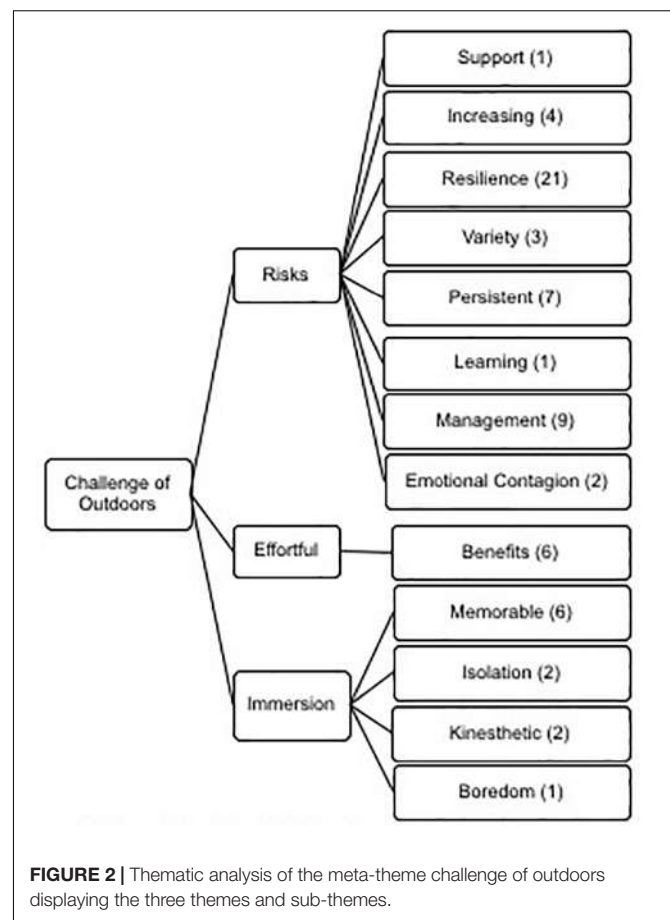 Support (1)
Increasing (4)
Resilience (21)
Variety (3)
Risks
Persistent (7)
Learning (1)
Management (9)
Emotional Contagion (2)
Challenge of
Outdoors
Effortful
Benefits (6)
Memorable (6)
Isolation (2)
Immersion
Kinesthetic (2)
Boredom (1)
FIGURE 2 | Thematic analysis of the meta-theme challenge of outdoors
displaying the three themes and sub-themes.